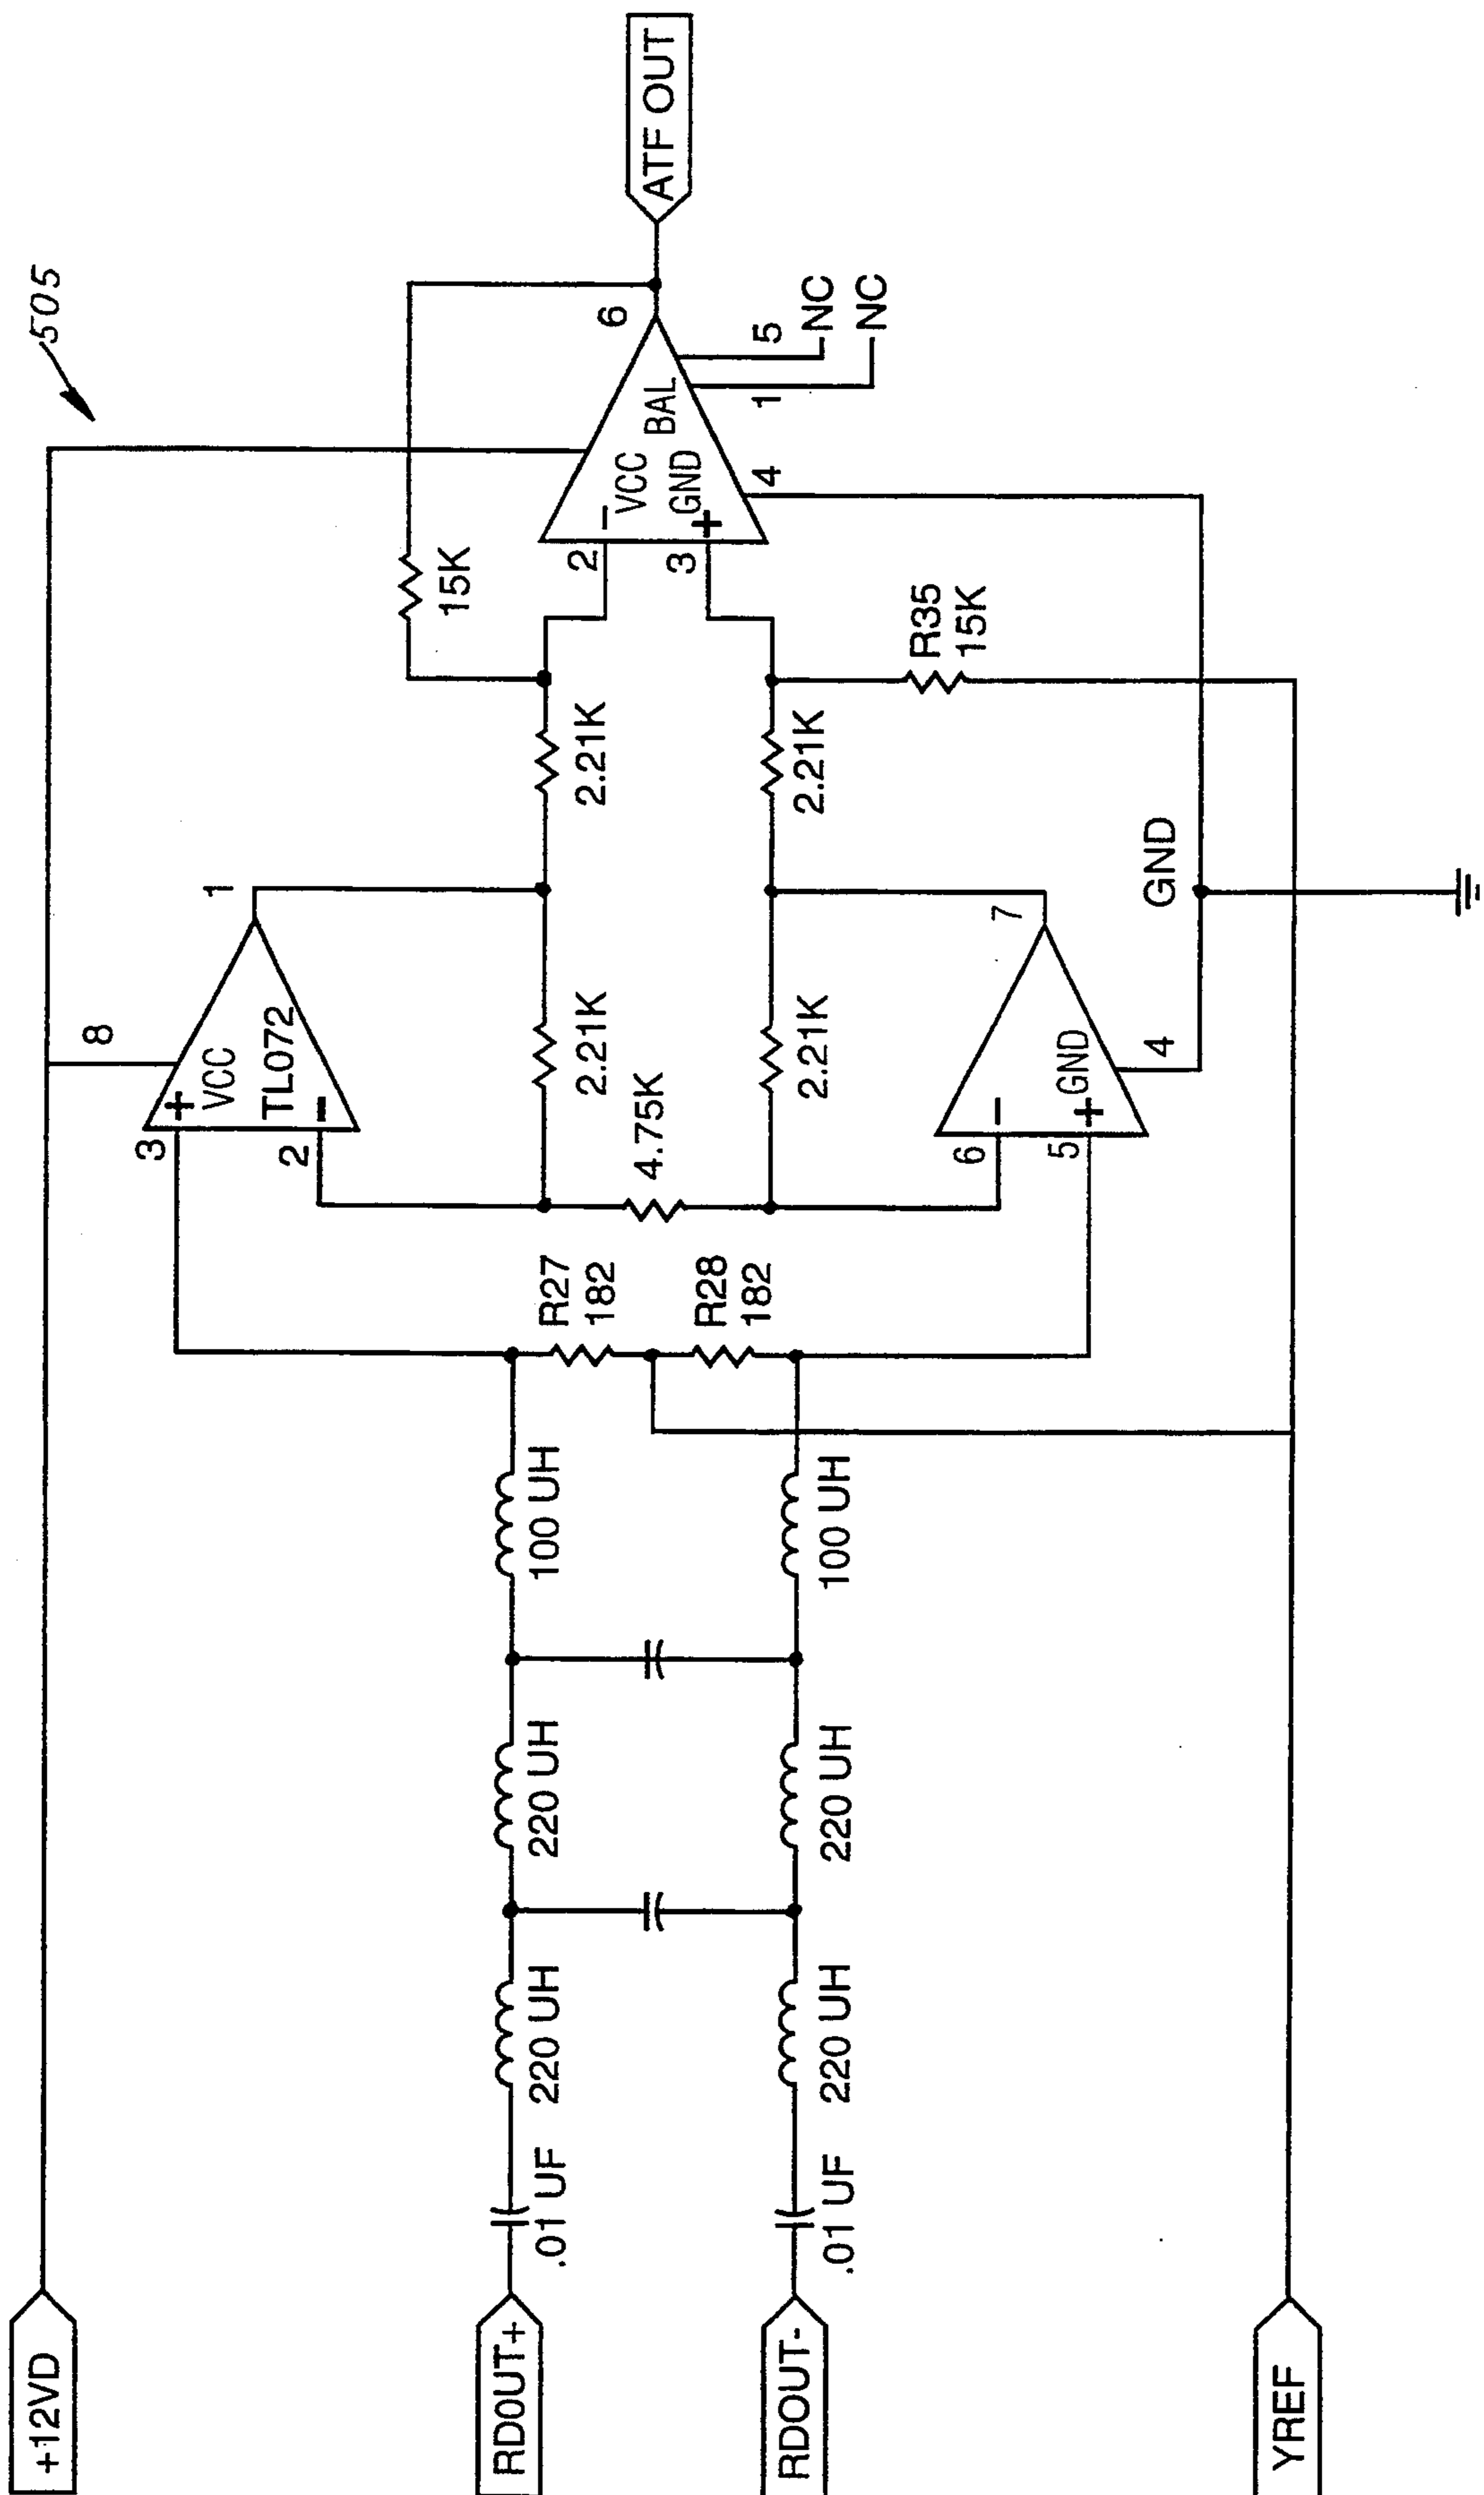 505
+12VD
8
3
VCC
TL072
2
1
15K
RDOUT+
.01 UF
220 UH
220 UH
100 UH
R27
182
2.21K
2.21K
4.75K
R28
182
2
VCC
GND
BAL
3
6
ATF OUT
5
NC
1
NC
4
RDOUT-
.01 UF
220 UH
220 UH
100 UH
2.21K
2.21K
R35
15K
6
5
GND
7
4
GND
YREF